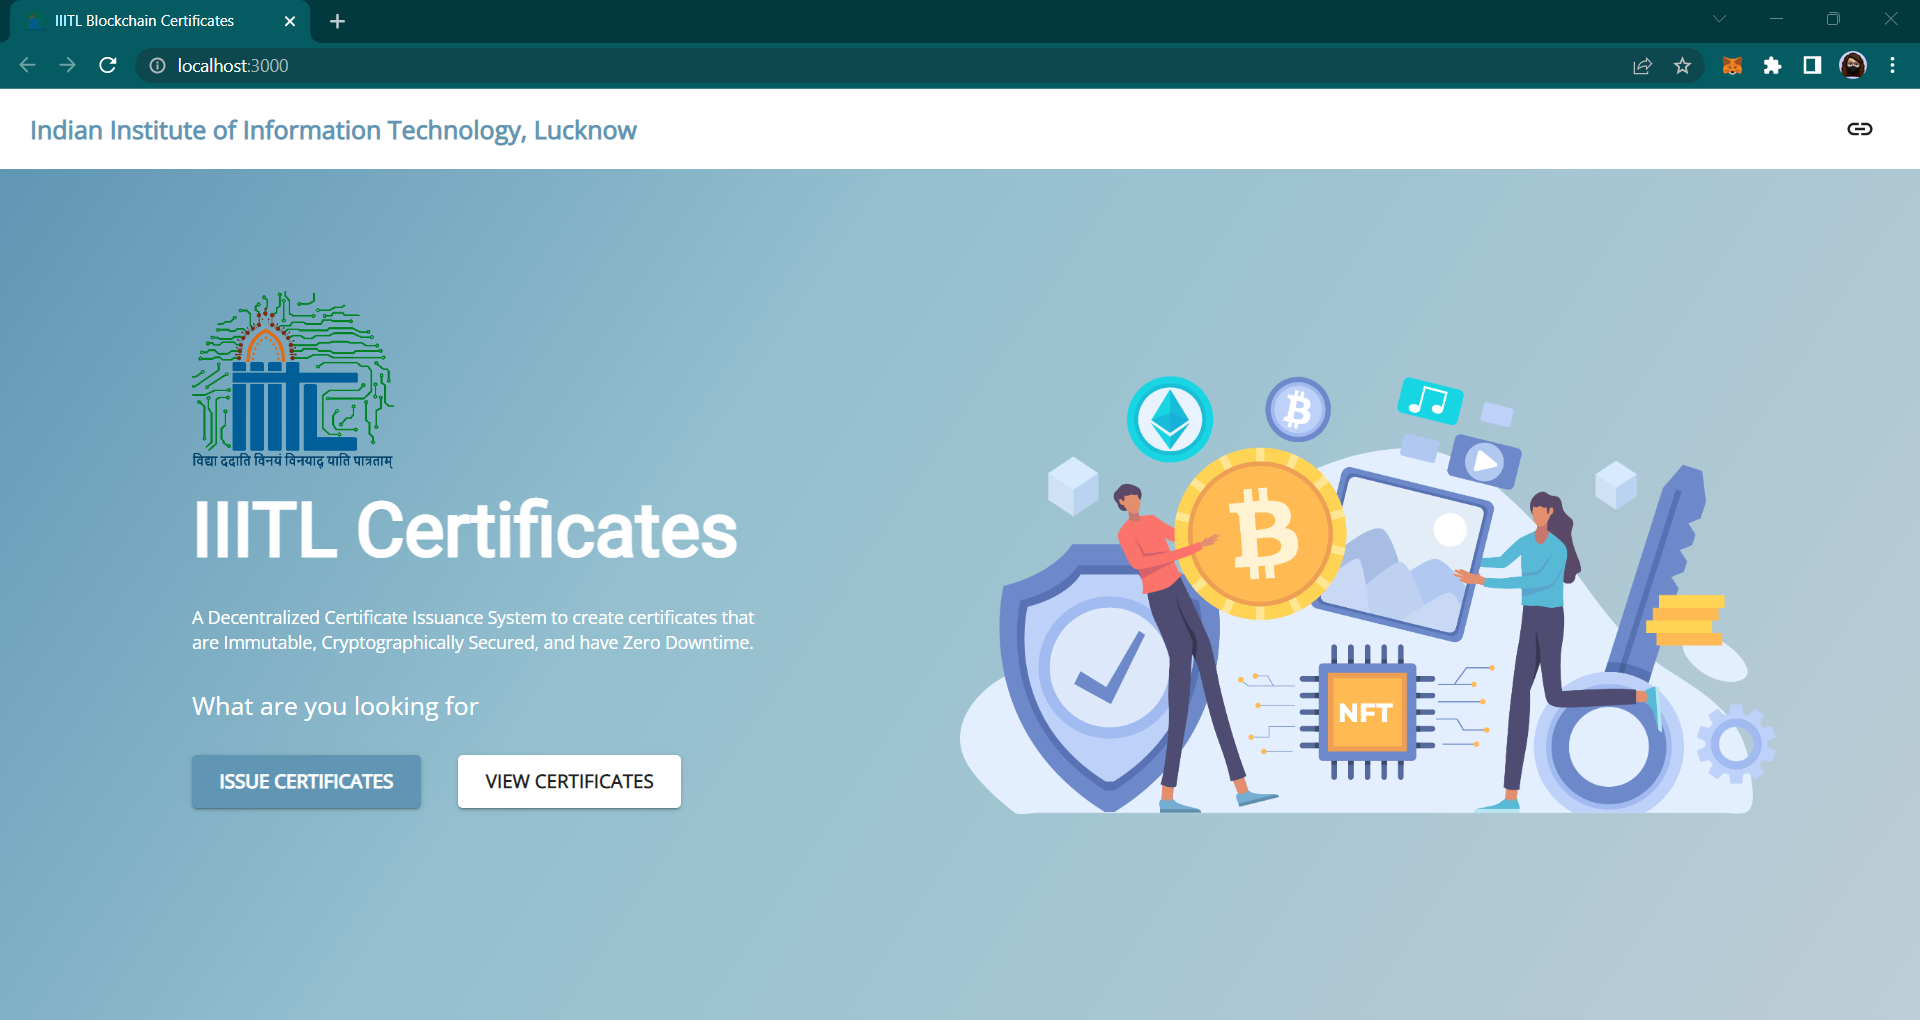 IIITL Blockchain Certificates
localhost:3000
Indian Institute of Information Technology, Lucknow
IIITL
विद्या ददाति विनयं विनयाद् याति पात्रताम्
IIITL Certificates
A Decentralized Certificate Issuance System to create certificates that
are Immutable, Cryptographically Secured, and have Zero Downtime.
What are you looking for
ISSUE CERTIFICATES
VIEW CERTIFICATES
NFT